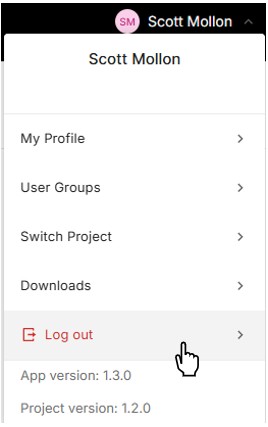 SM Scott Mollon
Scott Mollon
My Profile
User Groups
Switch Project
Downloads
Log out
App version: 1.3.0
Project version: 1.2.0